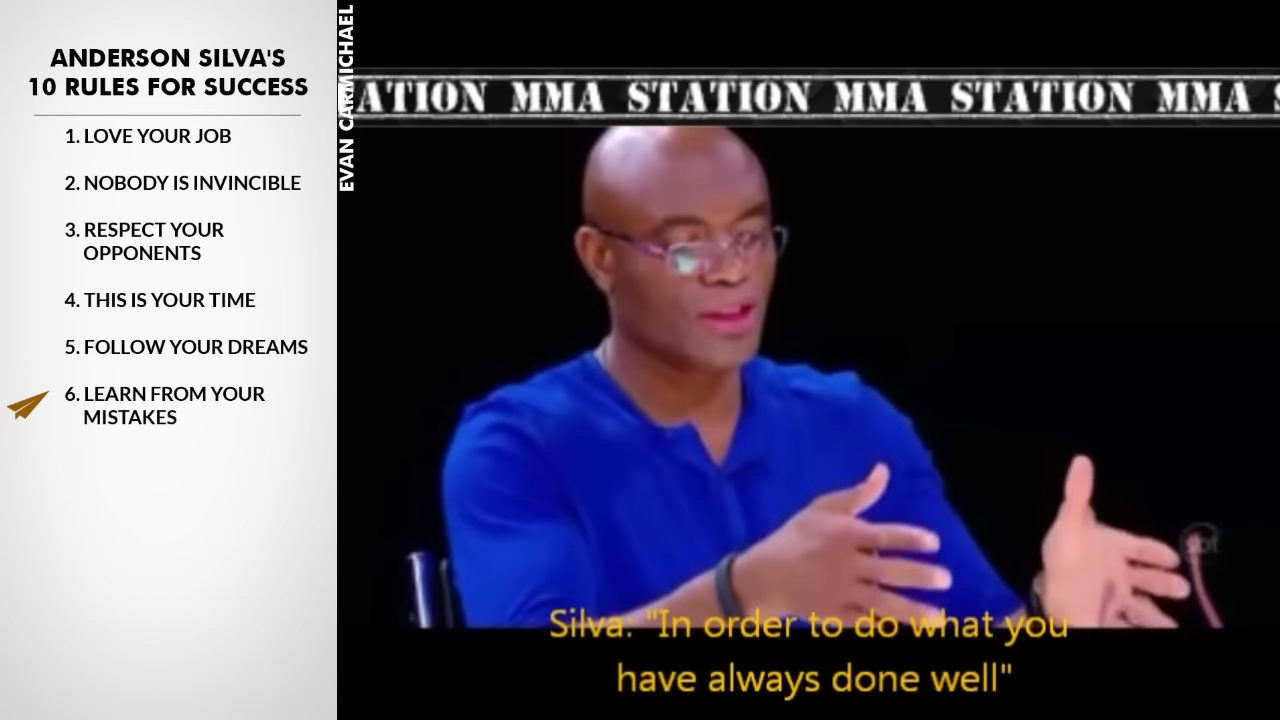 ANDERSON SILVA'S
10 RULES FOR SUCCESS
1. LOVE YOUR JOB
2. NOBODY IS INVINCIBLE
3. RESPECT YOUR
OPPONENTS
4. THIS IS YOUR TIME
5. FOLLOW YOUR DREAMS
6. LEARN FROM YOUR
MISTAKES
EVAN CARMICHAEL
ATION MMA STATION MMA STATION MMA S
Silva: "In order to do what you
have always done well"